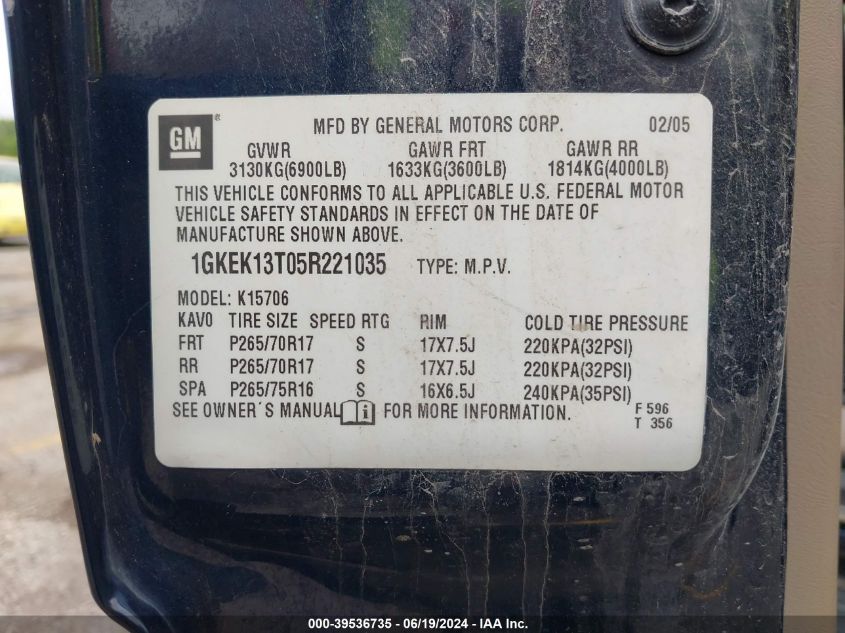 GM
MFD BY GENERAL MOTORS CORP. 02/05
GVWR GAWR FRT GAWR RR
3130KG(6900LB) 1633KG(3600LB) 1814KG(4000LB)
THIS VEHICLE CONFORMS TO ALL APPLICABLE U.S. FEDERAL MOTOR
VEHICLE SAFETY STANDARDS IN EFFECT ON THE DATE OF
MANUFACTURE SHOWN ABOVE.
1GKEK13T05R221035 TYPE: M.P.V.
MODEL: K15706
KAVO TIRE SIZE SPEED RTG RIM COLD TIRE PRESSURE
FRT P265/70R17 S 17X7.5J 220KPA(32PSI)
RR P265/70R17 S 17X7.5J 220KPA(32PSI)
SPA P265/75R16 S 16X6.5J 240KPA(35PSI)
SEE OWNER´S MANUAL i FOR MORE INFORMATION.
F 596
T 356
000-39536735 - 06/19/2024 - IAA Inc.